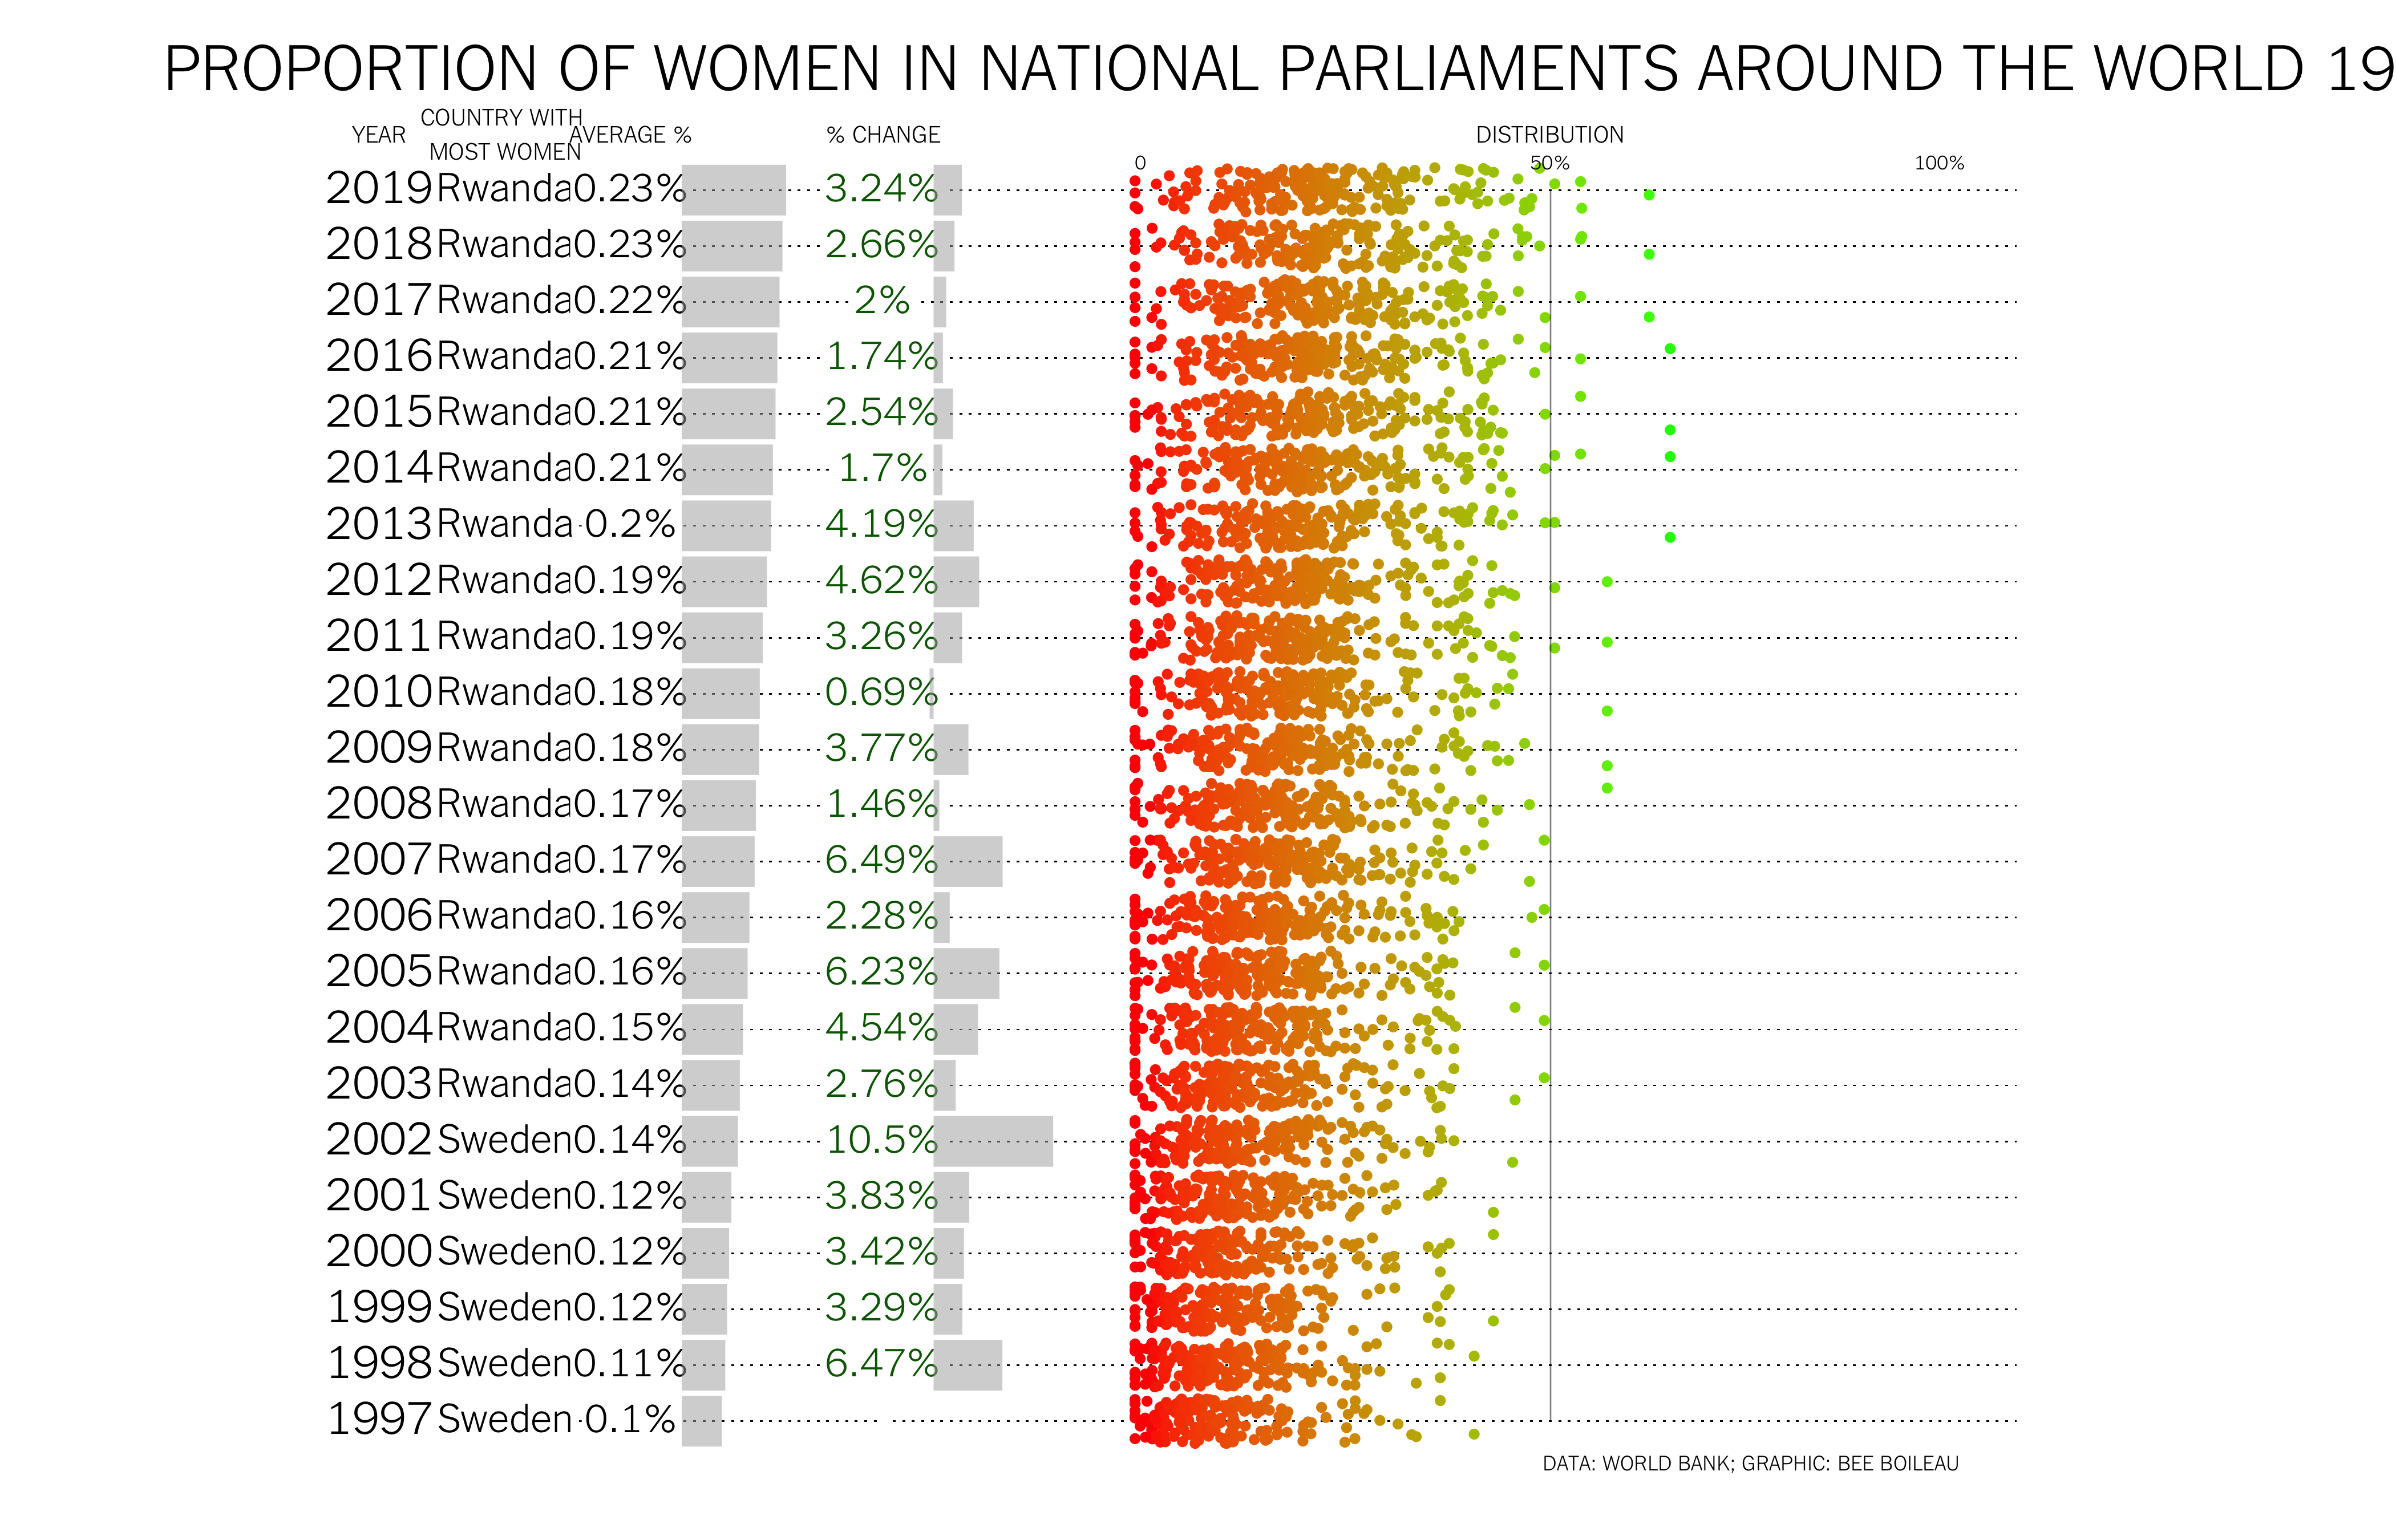 PROPORTION OF WOMEN IN NATIONAL PARLIAMENTS AROUND THE WORLD 19
YEAR COUNTRY WITH MOST WOMEN AVERAGE % % CHANGE DISTRIBUTION
0 50% 100%
2019 Rwanda 0.23% 3.24%
2018 Rwanda 0.23% 2.66%
2017 Rwanda 0.22% 2%
2016 Rwanda 0.21% 1.74%
2015 Rwanda 0.21% 2.54%
2014 Rwanda 0.21% 1.7%
2013 Rwanda 0.2% 4.19%
2012 Rwanda 0.19% 4.62%
2011 Rwanda 0.19% 3.26%
2010 Rwanda 0.18% 0.69%
2009 Rwanda 0.18% 3.77%
2008 Rwanda 0.17% 1.46%
2007 Rwanda 0.17% 6.49%
2006 Rwanda 0.16% 2.28%
2005 Rwanda 0.16% 6.23%
2004 Rwanda 0.15% 4.54%
2003 Rwanda 0.14% 2.76%
2002 Sweden 0.14% 10.5%
2001 Sweden 0.12% 3.83%
2000 Sweden 0.12% 3.42%
1999 Sweden 0.12% 3.29%
1998 Sweden 0.11% 6.47%
1997 Sweden 0.1%
DATA: WORLD BANK; GRAPHIC: BEE BOILEAU